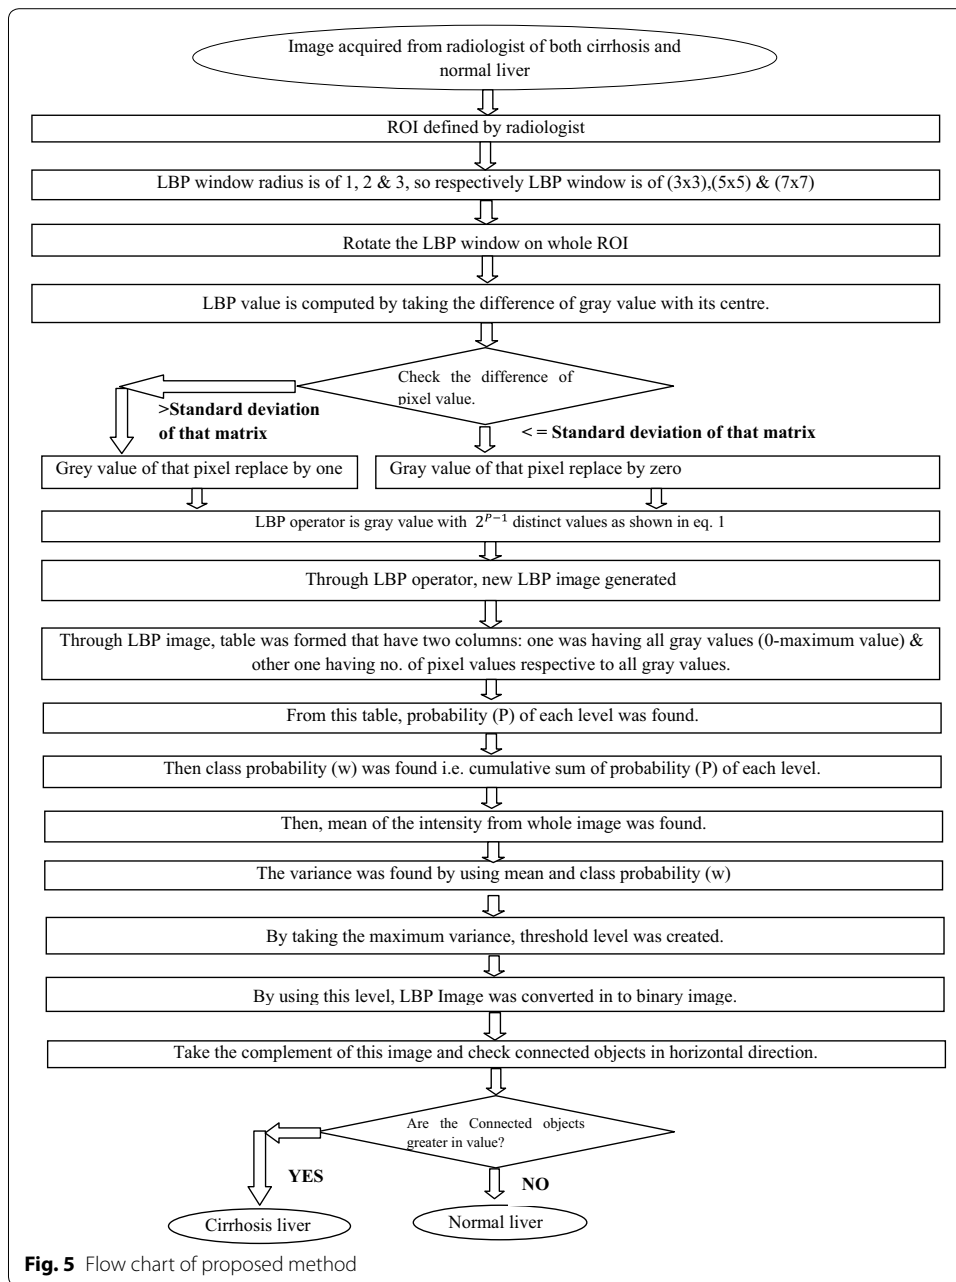 Image acquired from radiologist of both cirrhosis and
normal liver
ROI defined by radiologist
LBP window radius is of 1, 2 & 3, so respectively LBP window is of (3x3),(5x5) & (7x7)
Rotate the LBP window on whole ROI
LBP value is computed by taking the difference of gray value with its centre.
Check the difference of
pixel value.
>Standard deviation
of that matrix
< = Standard deviation of that matrix
Grey value of that pixel replace by one
Gray value of that pixel replace by zero
LBP operator is gray value with 2^{P−1} distinct values as shown in eq. 1
Through LBP operator, new LBP image generated
Through LBP image, table was formed that have two columns: one was having all gray values (0-maximum value) &
other one having no. of pixel values respective to all gray values.
From this table, probability (P) of each level was found.
Then class probability (w) was found i.e. cumulative sum of probability (P) of each level.
Then, mean of the intensity from whole image was found.
The variance was found by using mean and class probability (w)
By taking the maximum variance, threshold level was created.
By using this level, LBP Image was converted in to binary image.
Take the complement of this image and check connected objects in horizontal direction.
Are the Connected objects
greater in value?
YES
NO
Cirrhosis liver
Normal liver
Fig. 5 Flow chart of proposed method